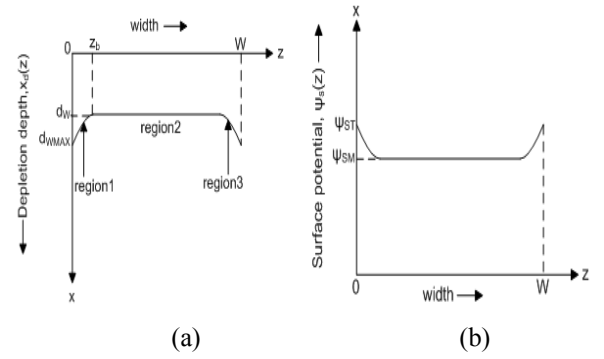 width
0
z_b
W
z
Depletion depth, x_d(z)
d_W
d_WMAX
region2
region1
region3
x
(a)
x
Surface potential, ψ_s(z)
ψ_ST
ψ_SM
0
width
W
z
(b)